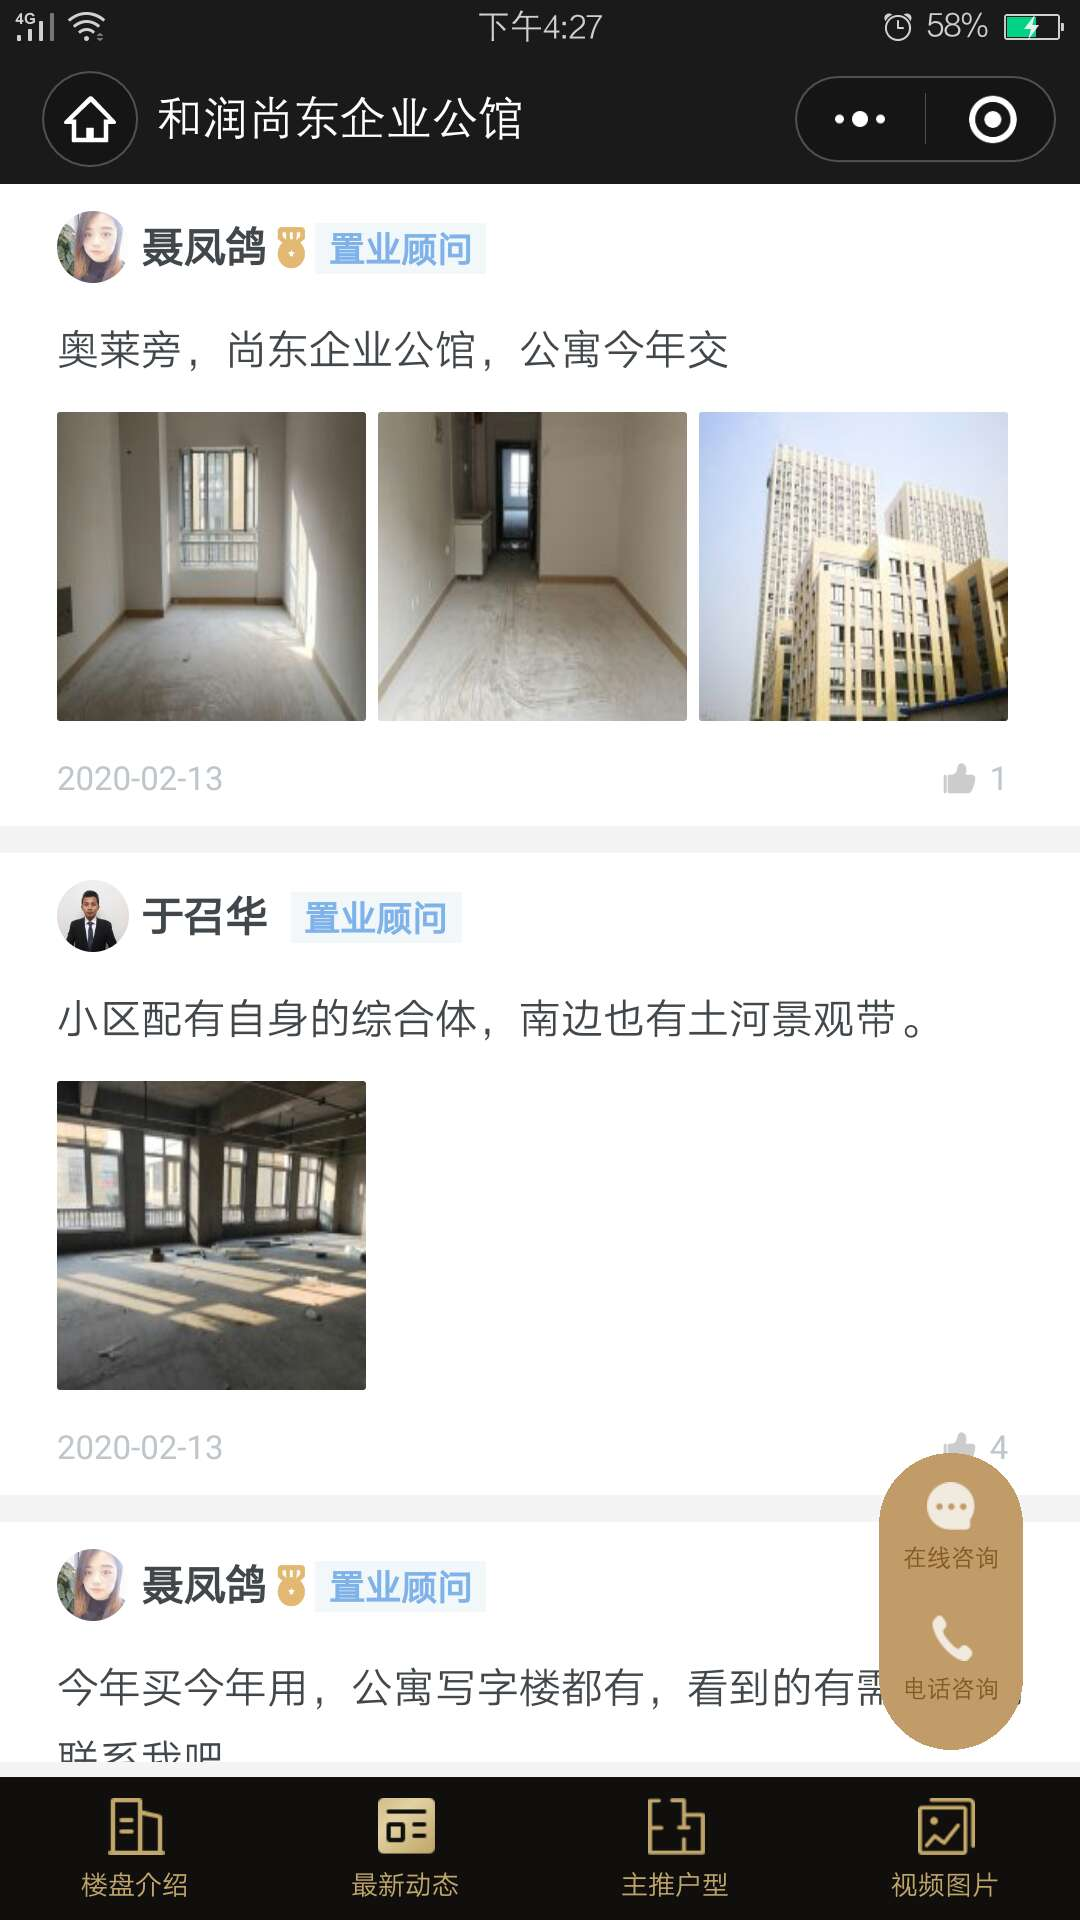 4G 下午4:27 58%
和润尚东企业公馆
聂凤鸽 置业顾问
奥莱旁，尚东企业公馆，公寓今年交
2020-02-13 1
于召华 置业顾问
小区配有自身的综合体，南边也有土河景观带。
2020-02-13 4
在线咨询
聂凤鸽 置业顾问
今年买今年用，公寓写字楼都有，看到的有需
电话咨询
联系我吧
楼盘介绍 最新动态 主推户型 视频图片